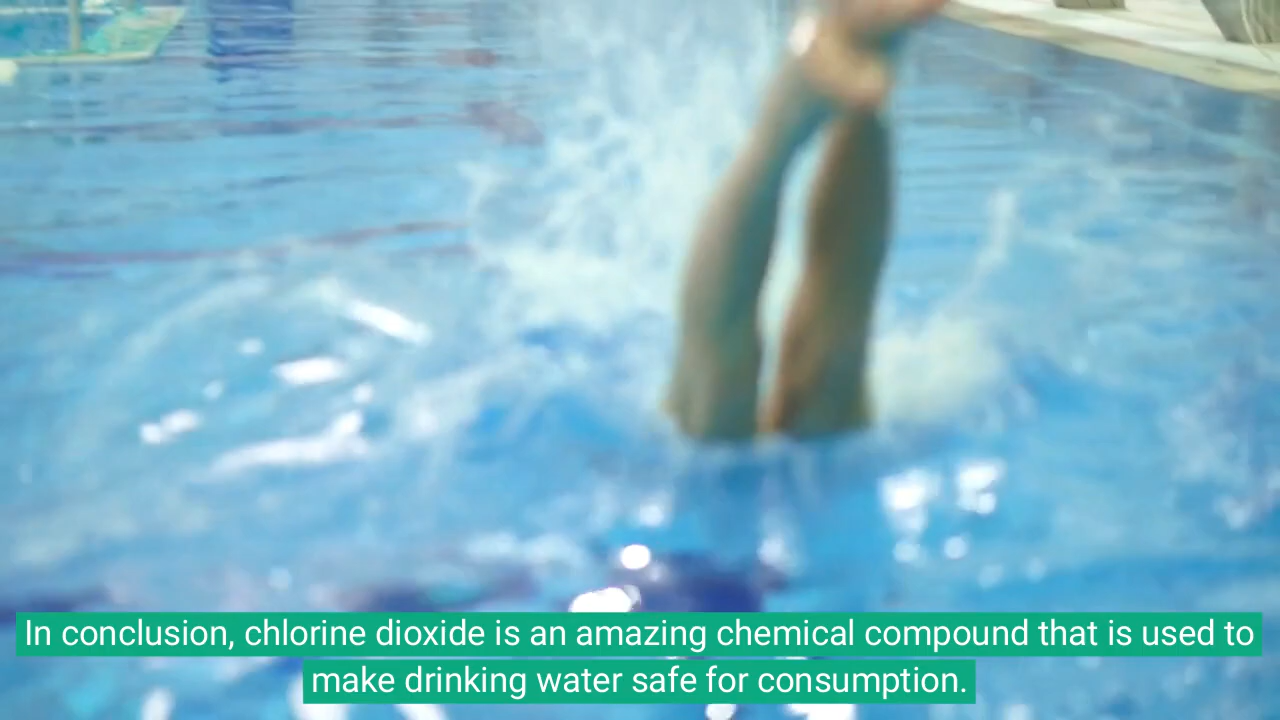 In conclusion, chlorine dioxide is an amazing chemical compound that is used to
make drinking water safe for consumption.